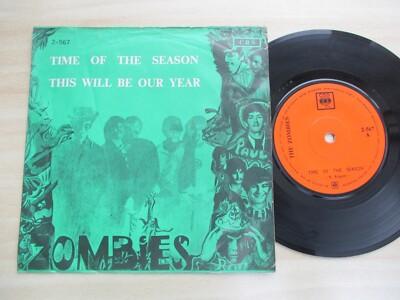 2-567
CBS
TIME OF THE SEASON
THIS WILL BE OUR YEAR
PAUL
ZOMBIES
CBS
THE ZOMBIES
2-567
A
TIME OF THE SEASON